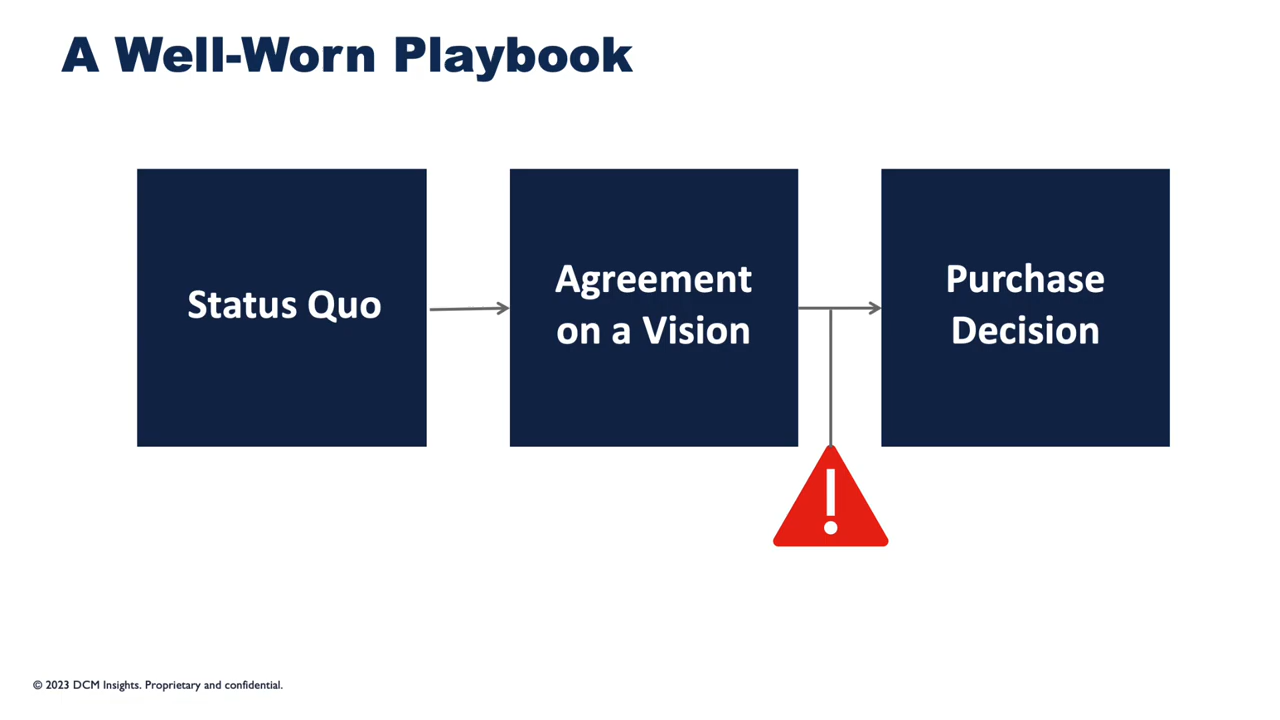 A Well-Worn Playbook
Status Quo
Agreement
on a Vision
Purchase
Decision
!
© 2023 DCM Insights. Proprietary and confidential.